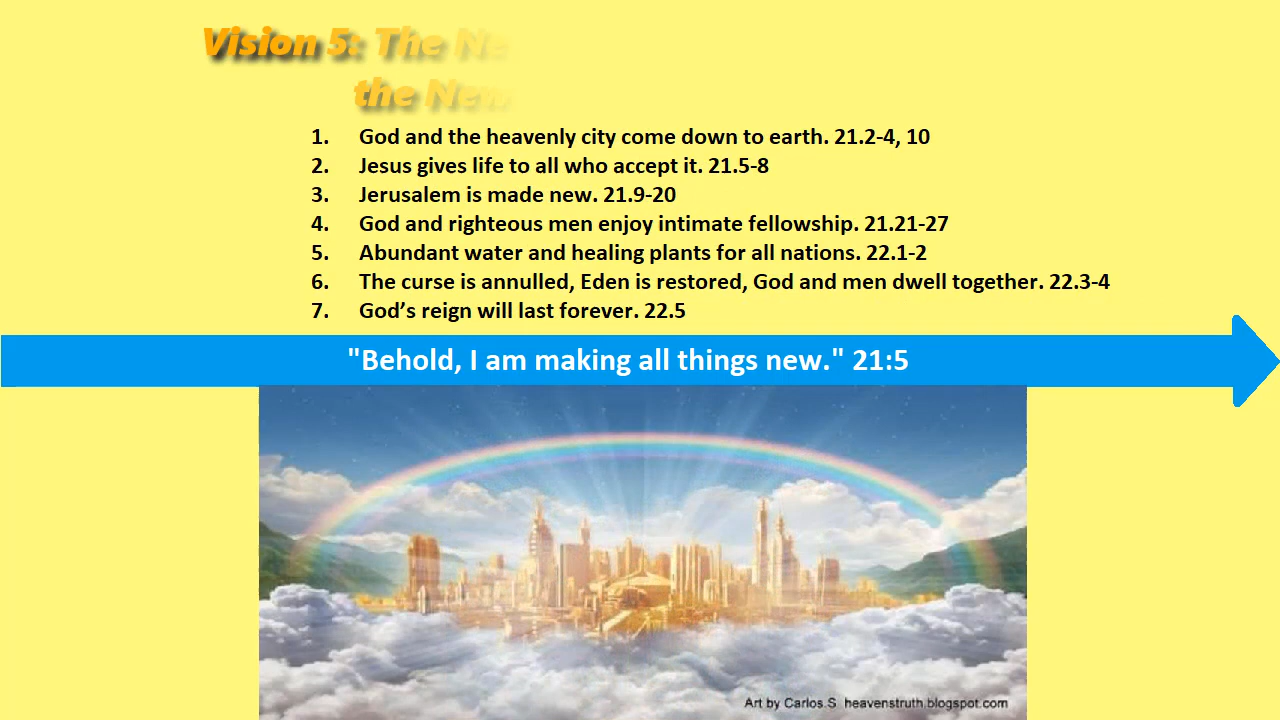 Vision 5: The Ne
the New
1. God and the heavenly city come down to earth. 21.2-4, 10
2. Jesus gives life to all who accept it. 21.5-8
3. Jerusalem is made new. 21.9-20
4. God and righteous men enjoy intimate fellowship. 21.21-27
5. Abundant water and healing plants for all nations. 22.1-2
6. The curse is annulled, Eden is restored, God and men dwell together. 22.3-4
7. God’s reign will last forever. 22.5
"Behold, I am making all things new." 21:5
Art by Carlos.S heavenstruth.blogspot.com